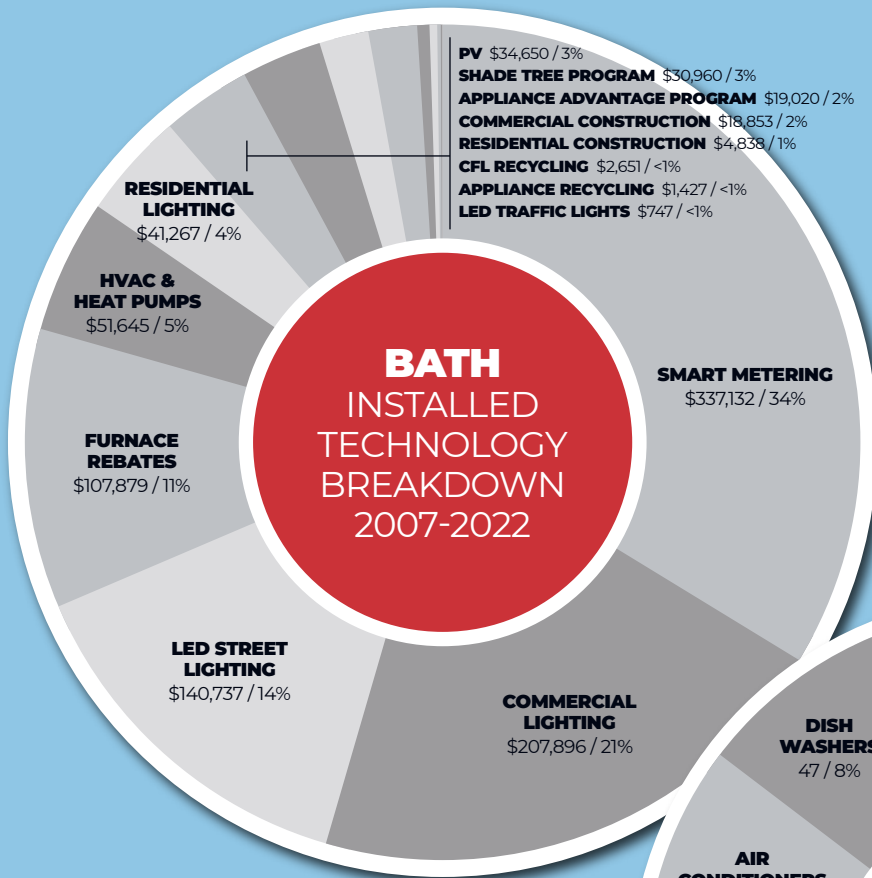 PV $34,650 / 3%
SHADE TREE PROGRAM $30,960 / 3%
APPLIANCE ADVANTAGE PROGRAM $19,020 / 2%
COMMERCIAL CONSTRUCTION $18,853 / 2%
RESIDENTIAL CONSTRUCTION $4,838 / 1%
CFL RECYCLING $2,651 / <1%
APPLIANCE RECYCLING $1,427 / <1%
LED TRAFFIC LIGHTS $747 / <1%
RESIDENTIAL
LIGHTING
$41,267 / 4%
HVAC &
HEAT PUMPS
$51,645 / 5%
FURNACE
REBATES
$107,879 / 11%
LED STREET
LIGHTING
$140,737 / 14%
BATH
INSTALLED
TECHNOLOGY
BREAKDOWN
2007-2022
SMART METERING
$337,132 / 34%
COMMERCIAL
LIGHTING
$207,896 / 21%
DISH
WASHERS
47 / 8%
AIR
CONDITIONERS